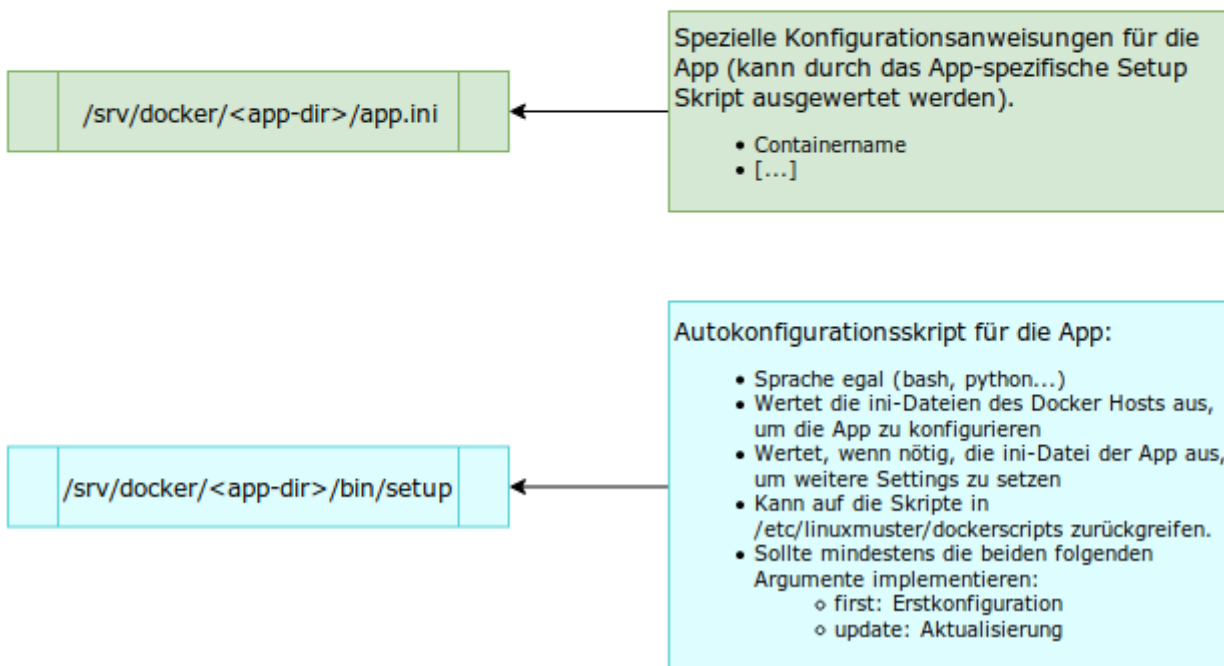 Spezielle Konfigurationsanweisungen für die
App (kann durch das App-spezifische Setup
Skript ausgewertet werden).
/srv/docker/<app-dir>/app.ini
• Containername
• [...]
Autokonfigurationsskript für die App:
• Sprache egal (bash, python...)
• Wertet die ini-Dateien des Docker Hosts aus,
um die App zu konfigurieren
• Wertet, wenn nötig, die ini-Datei der App aus,
um weitere Settings zu setzen
/srv/docker/<app-dir>/bin/setup
• Kann auf die Skripte in
/etc/linuxmuster/dockerscripts zurückgreifen.
• Sollte mindestens die beiden folgenden
Argumente implementieren:
◦ first: Erstkonfiguration
◦ update: Aktualisierung